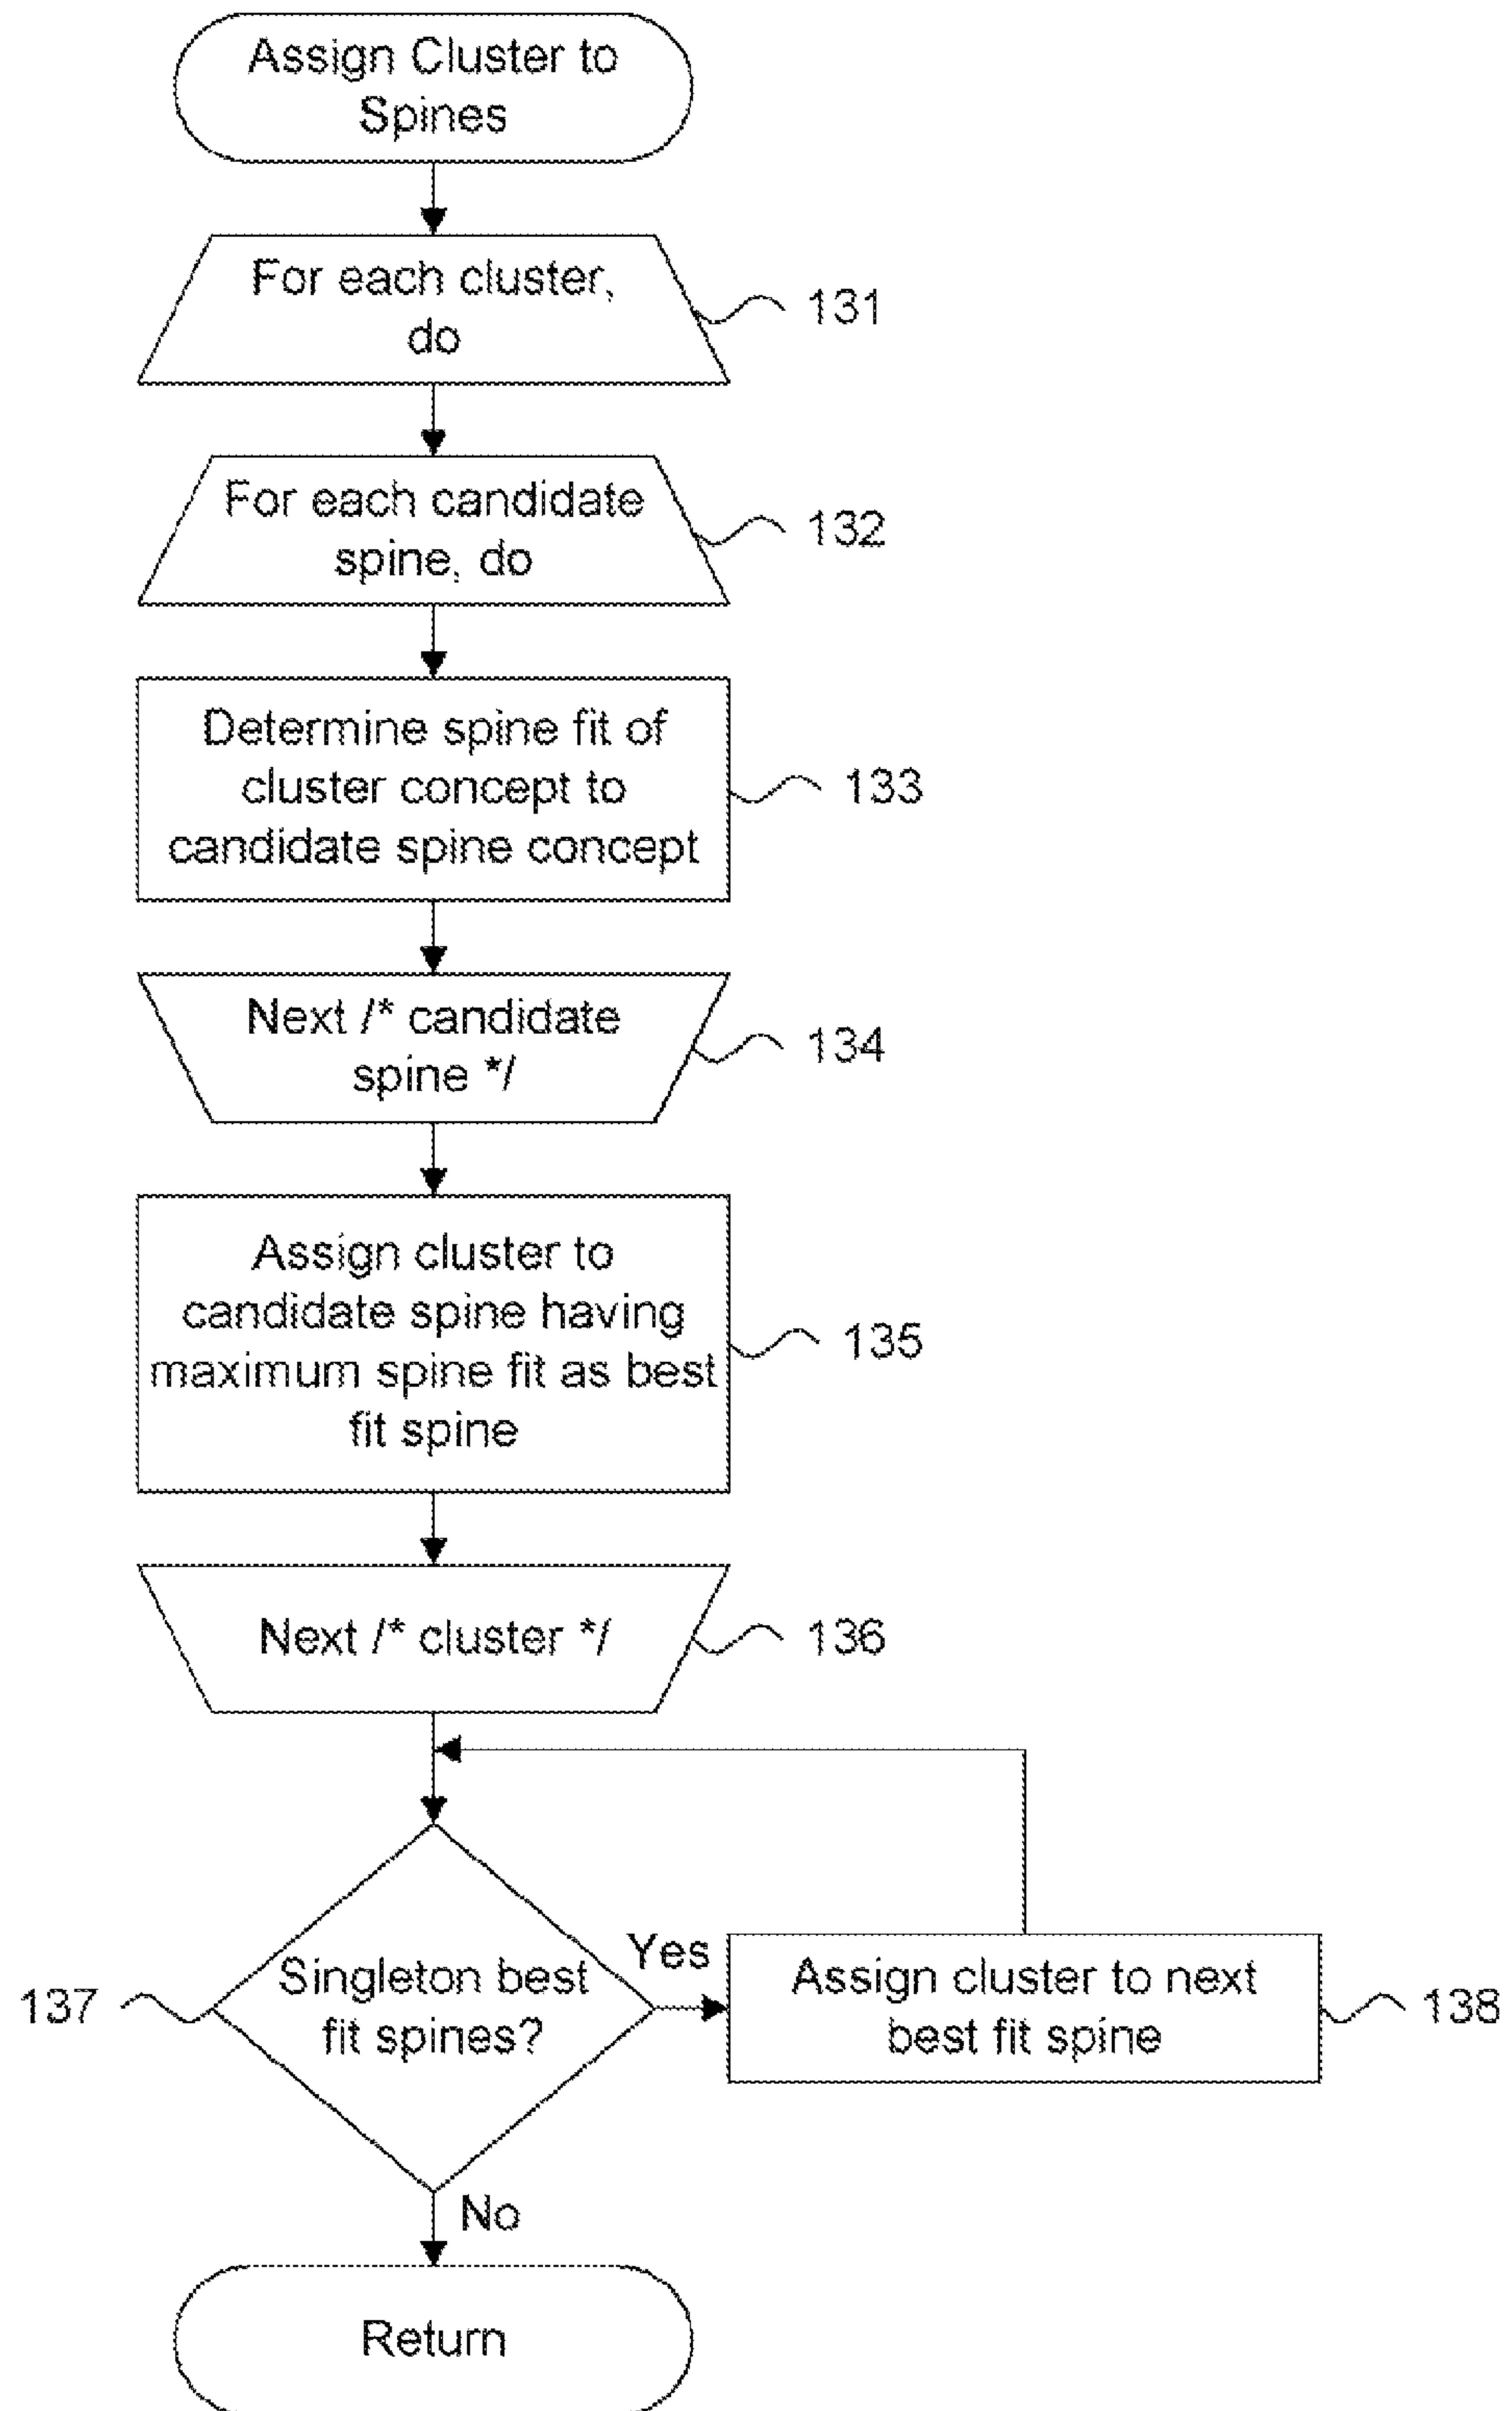 Assign Cluster to
Spines
For each cluster,
do
131
For each candidate
spine, do
132
Determine spine fit of
cluster concept to
candidate spine concept
133
Next /* candidate
spine */
134
Assign cluster to
candidate spine having
maximum spine fit as best
fit spine
135
Next /* cluster */
136
137
Singleton best
fit spines?
Yes
Assign cluster to next
best fit spine
138
No
Return